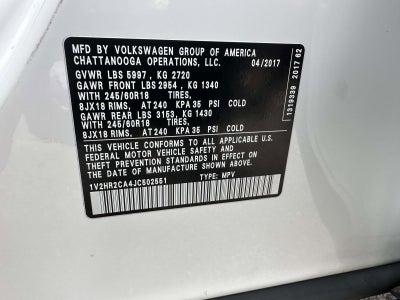 MFD BY VOLKSWAGEN GROUP OF AMERICA
CHATTANOOGA OPERATIONS, LLC. 04/2017
GVWR LBS 5997, KG 2720
GAWR FRONT LBS 2954, KG 1340
WITH 245/60R18 TIRES,
8JX18 RIMS, AT 240 KPA 35 PSI COLD
GAWR REAR LBS 3153, KG 1430
WITH 245/60R18 TIRES,
8JX18 RIMS, AT 240 KPA 35 PSI COLD
THIS VEHICLE CONFORMS TO ALL APPLICABLE U.S.
FEDERAL MOTOR VEHICLE SAFETY AND
THEFT PREVENTION STANDARDS IN EFFECT ON
THE DATE OF MANUFACTURE SHOWN ABOVE.
1V2HR2CA4JC502551 TYPE: MPV
1319339 2017 62